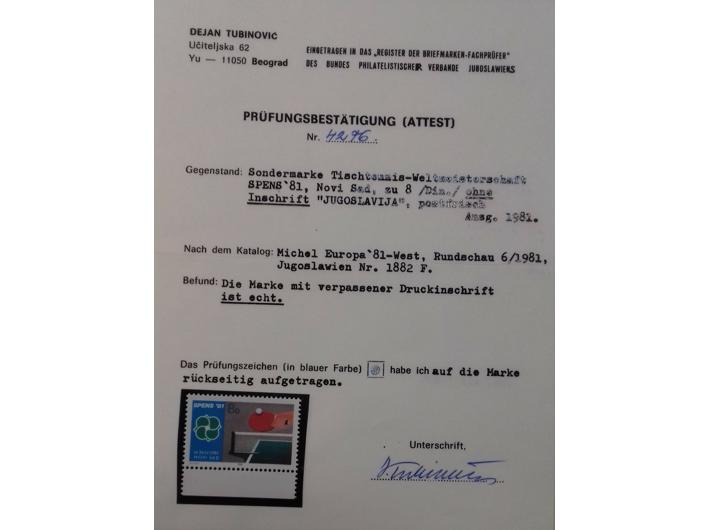 DEJAN TUBINOVIĆ
Učiteljska 62
Yu — 11050 Beograd
EINGETRAGEN IN DAS „REGISTER DER BRIEFMARKEN-FACHPRÜFER“
DES BUNDES PHILATELISTISCHER VERBANDE JUGOSLAWIENS
PRÜFUNGSBESTÄTIGUNG (ATTEST)
Nr. 4276.
Gegenstand: Sondermarke Tischtennis-Weltmeisterschaft
SPENS`81, Novi Sad, zu 8 /Din./ ohne
Inschrift "JUGOSLAVIJA", postfrisch
Ausg. 1981.
Nach dem Katalog: Michel Europa`81-West, Rundschau 6/1981,
Jugoslawien Nr. 1882 F.
Befund: Die Marke mit verpassener Druckinschrift
ist echt.
Das Prüfungszeichen (in blauer Farbe) habe ich auf die Marke
rückseitig aufgetragen.
SPENS '81
8
NOVI SAD
Unterschrift,